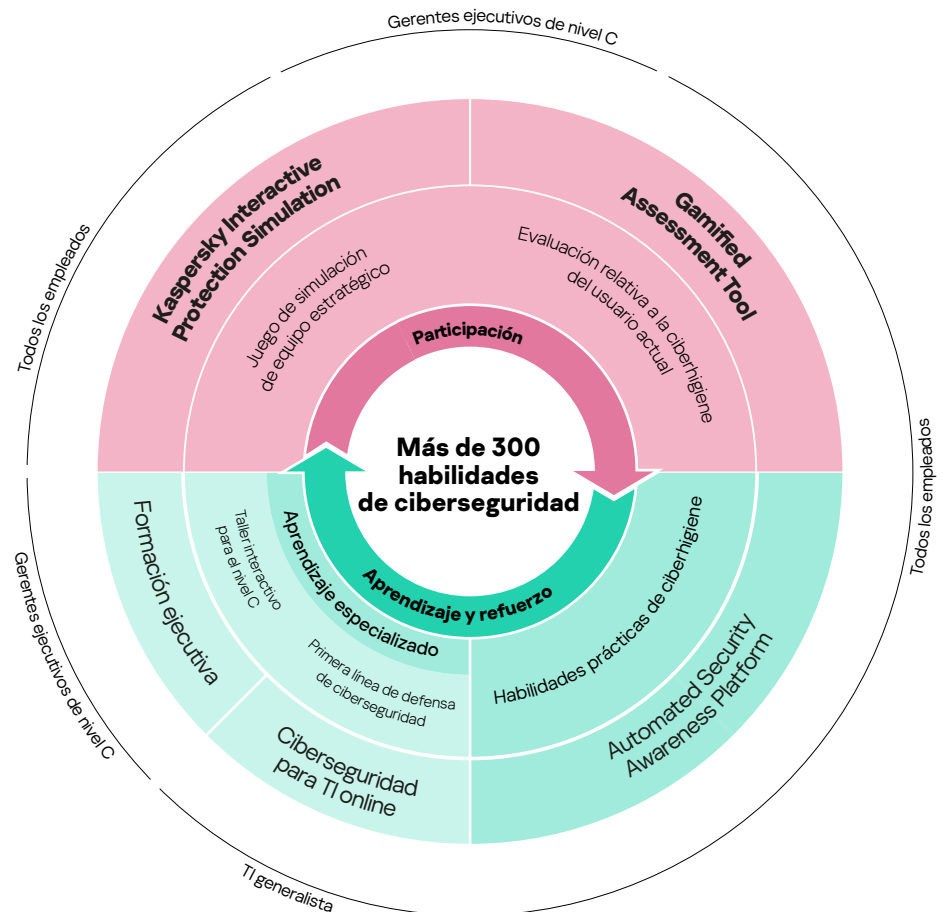 Gerentes ejecutivos de nivel C
Todos los empleados
Kaspersky Interactive
Protection Simulation
Gamified
Assessment Tool
Juego de simulación
de equipo estratégico
Evaluación relativa a la ciberhigiene
del usuario actual
Participación
Más de 300
habilidades
de ciberseguridad
Todos los empleados
Aprendizaje y refuerzo
Aprendizaje especializado
Taller interactivo
para el nivel C
Formación ejecutiva
Gerentes ejecutivos de nivel C
Primera línea de defensa
de ciberseguridad
Habilidades prácticas de ciberhigiene
Automated Security
Awareness Platform
Ciberseguridad
para TI online
TI generalista